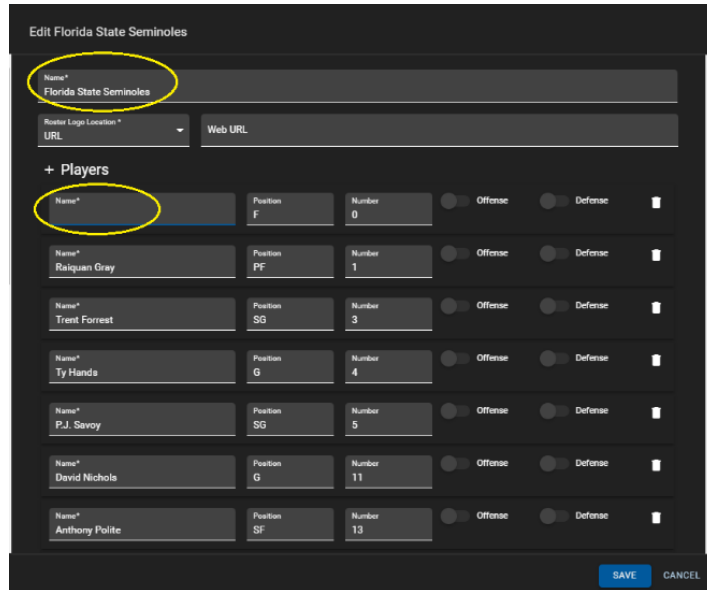 Edit Florida State Seminoles
Name*
Florida State Seminoles
Roster Logo Location *
URL
Web URL
+ Players
Name* Position Number Offense Defense
F 0
Name* Position Number Offense Defense
Raiquan Gray PF 1
Name* Position Number Offense Defense
Trent Forrest SG 3
Name* Position Number Offense Defense
Ty Hands G 4
Name* Position Number Offense Defense
P.J. Savoy SG 5
Name* Position Number Offense Defense
David Nichols G 11
Name* Position Number Offense Defense
Anthony Polite SF 13
SAVE CANCEL